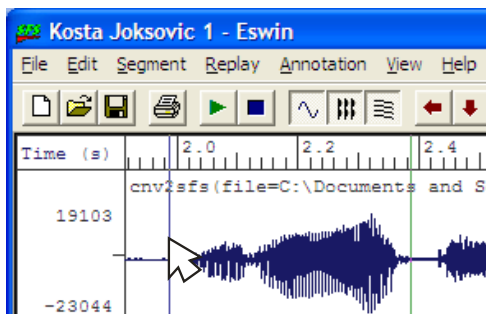 Kosta Joksovic 1 - Eswin
File Edit Segment Replay Annotation View Help
Time (s) 2.0 2.2 2.4
cnv2sfs(file=C:\Documents and S
19103
-23044